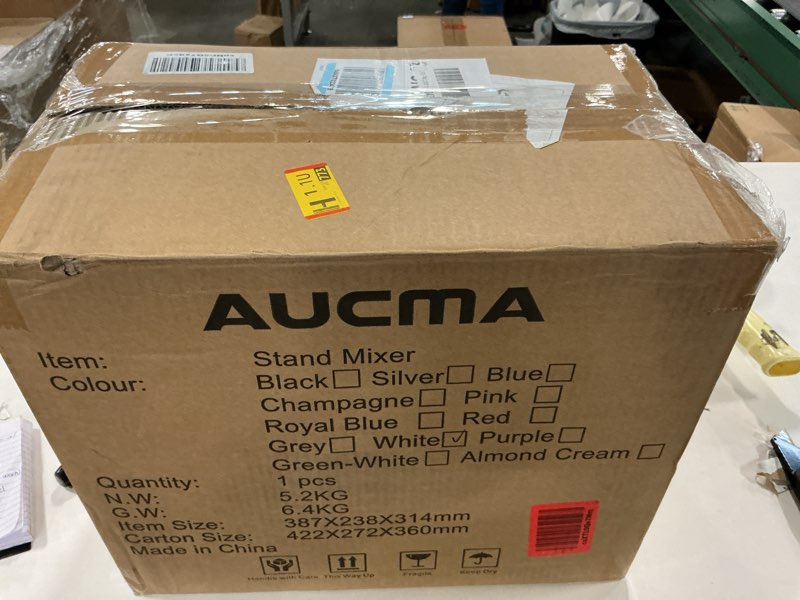 H 1.1U
AUCMA
Item: Stand Mixer
Colour: Black Silver Blue
Champagne Pink
Royal Blue Red
Grey White Purple
Green-White Almond Cream
Quantity: 1 pcs
N.W: 5.2KG
G.W: 6.4KG
Item Size: 387X238X314mm
Carton Size: 422X272X360mm
Made in China
Handle with Care This Way Up Fragile Keep Dry